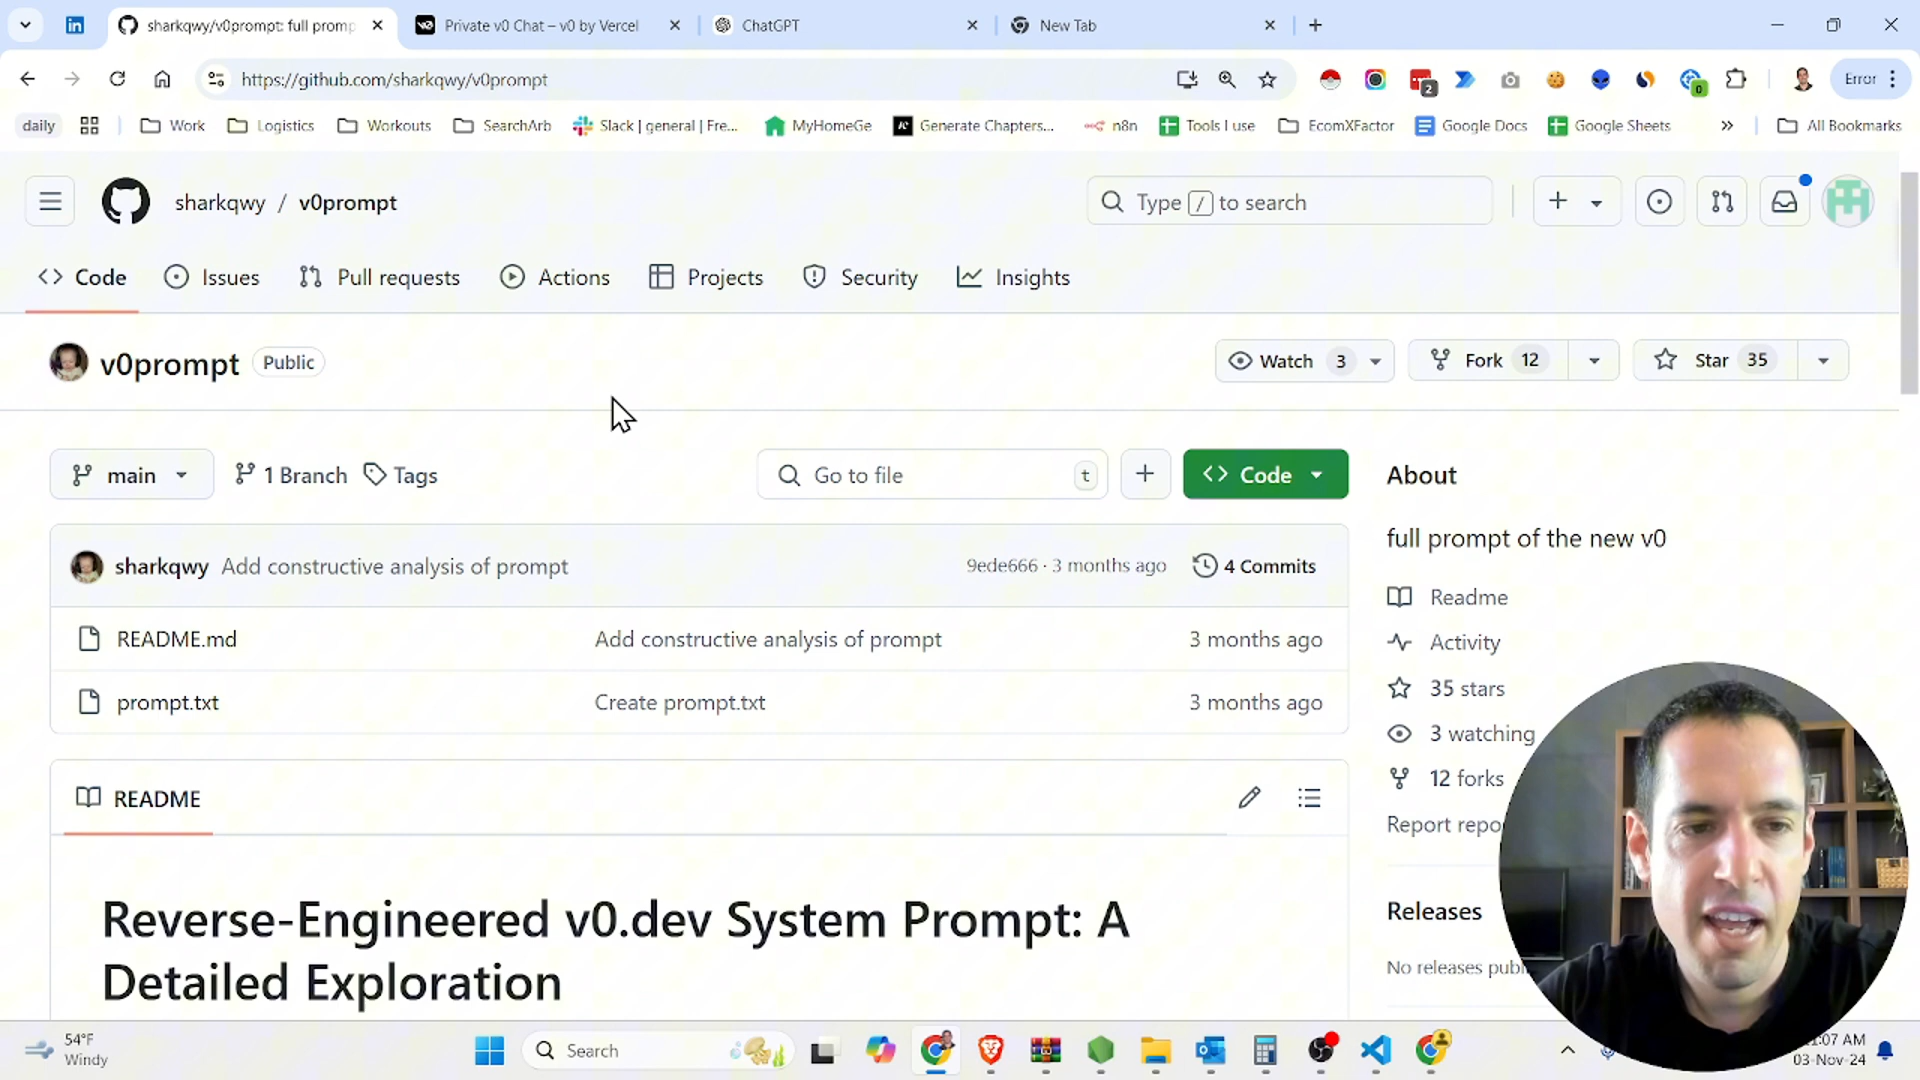 sharkqwy/v0prompt: full promp
Private v0 Chat – v0 by Vercel
ChatGPT
New Tab
https://github.com/sharkqwy/v0prompt
2
0
Error
daily
Work
Logistics
Workouts
SearchArb
Slack | general | Fre...
MyHomeGe
Generate Chapters...
n8n
Tools I use
EcomXFactor
Google Docs
Google Sheets
All Bookmarks
sharkqwy / v0prompt
Type / to search
Code
Issues
Pull requests
Actions
Projects
Security
Insights
v0prompt
Public
Watch 3
Fork 12
Star 35
main
1 Branch
Tags
Go to file
t
Code
About
full prompt of the new v0
sharkqwy Add constructive analysis of prompt
9ede666 · 3 months ago
4 Commits
Readme
README.md
Add constructive analysis of prompt
3 months ago
Activity
prompt.txt
Create prompt.txt
3 months ago
35 stars
3 watching
12 forks
Report repo
README
Reverse-Engineered v0.dev System Prompt: A
Detailed Exploration
Releases
No releases publi
54°F
Windy
Search
:07 AM
03-Nov-24